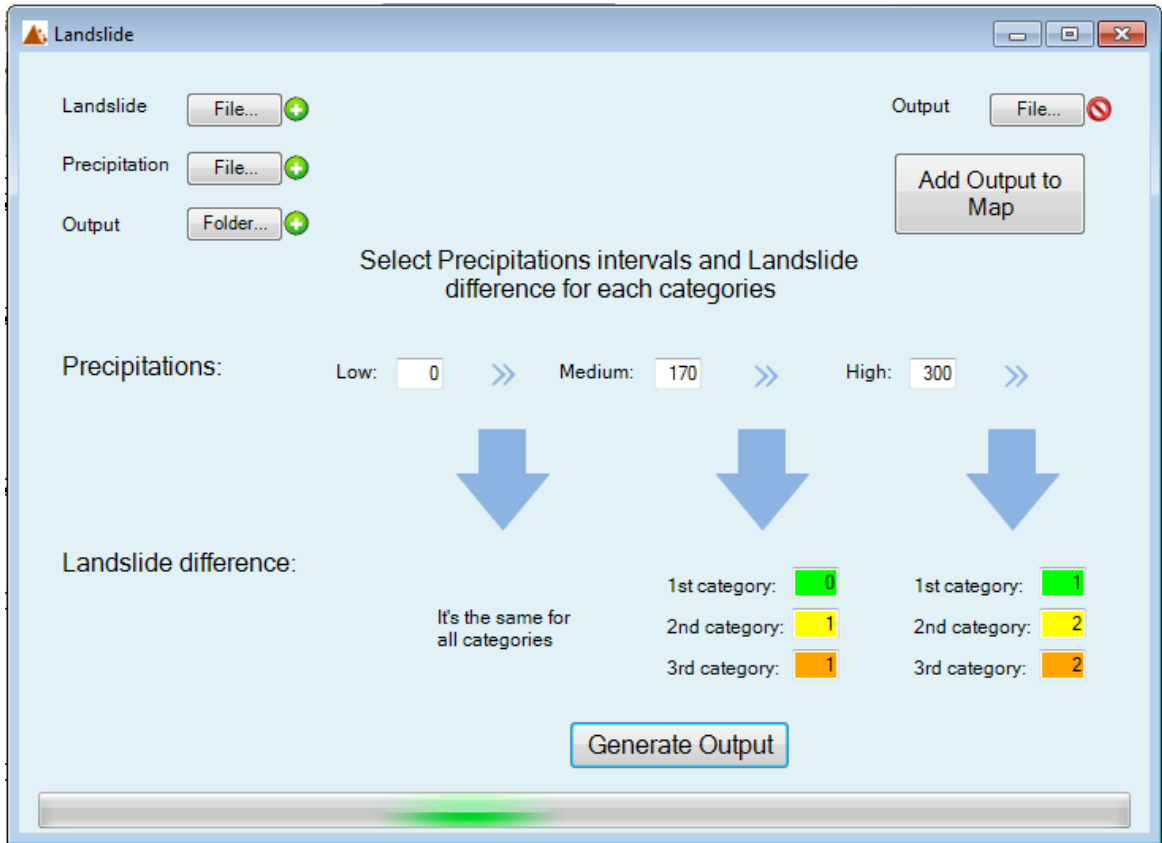 Landslide
Landslide File... Output File...
Precipitation File... Add Output to
Map
Output Folder...
Select Precipitations intervals and Landslide
difference for each categories
Precipitations: Low: 0 Medium: 170 High: 300
Landslide difference:
It's the same for
all categories
1st category: 0 1st category: 1
2nd category: 1 2nd category: 2
3rd category: 1 3rd category: 2
Generate Output